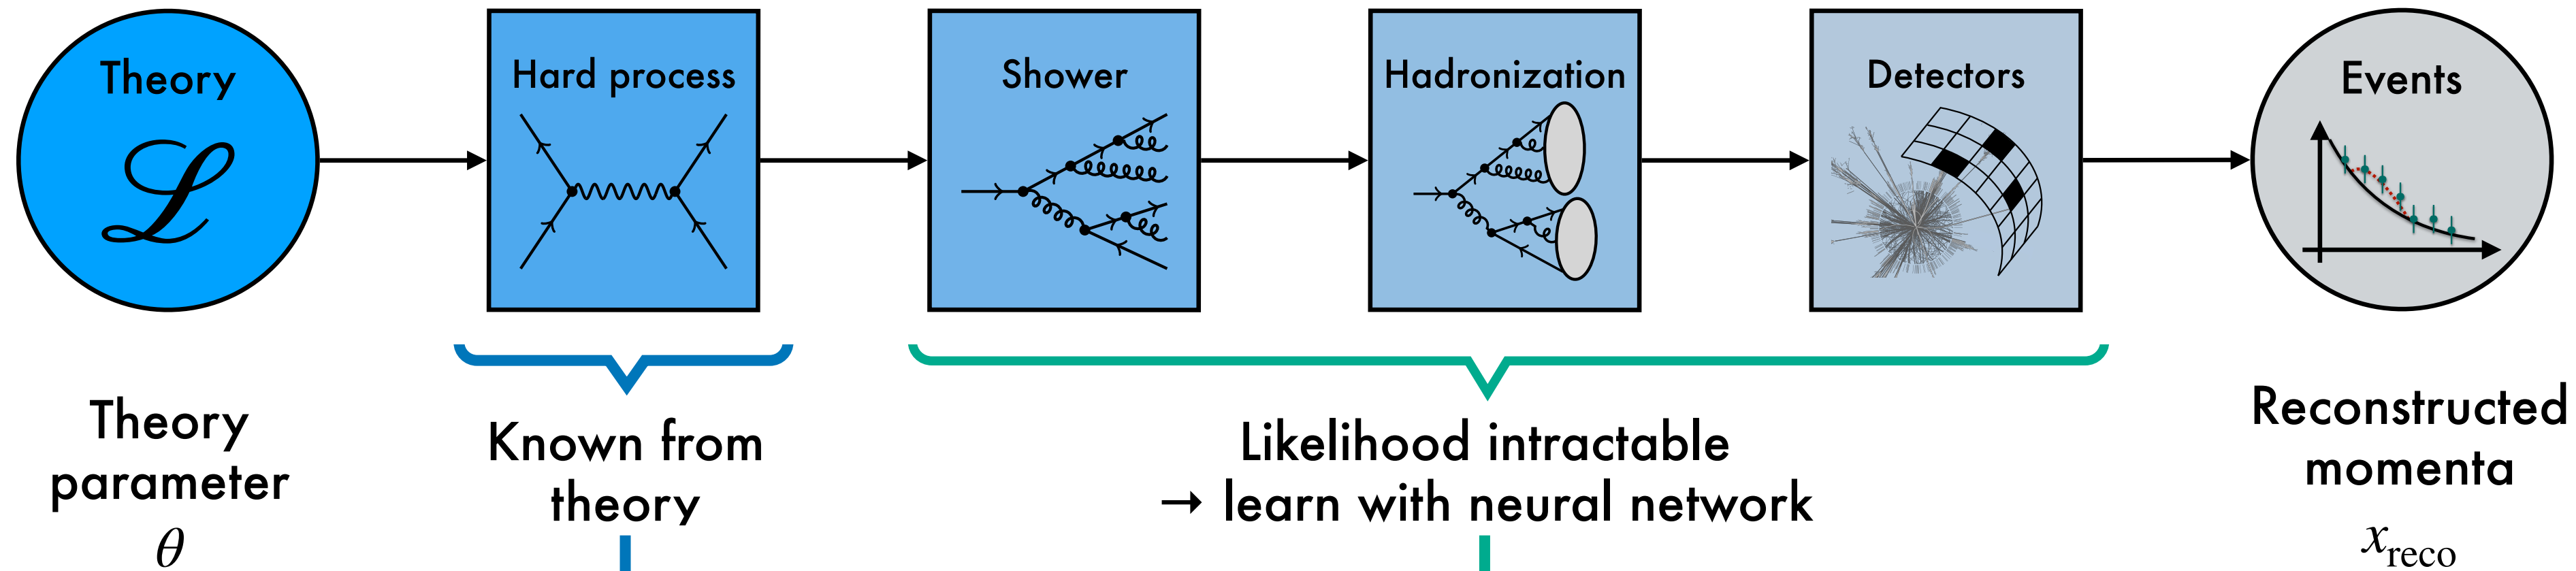 Theory
ℒ
Hard process
Shower
Hadronization
Detectors
Events
Theory
parameter
θ
Known from
theory
Likelihood intractable
→ learn with neural network
Reconstructed
momenta
x_reco